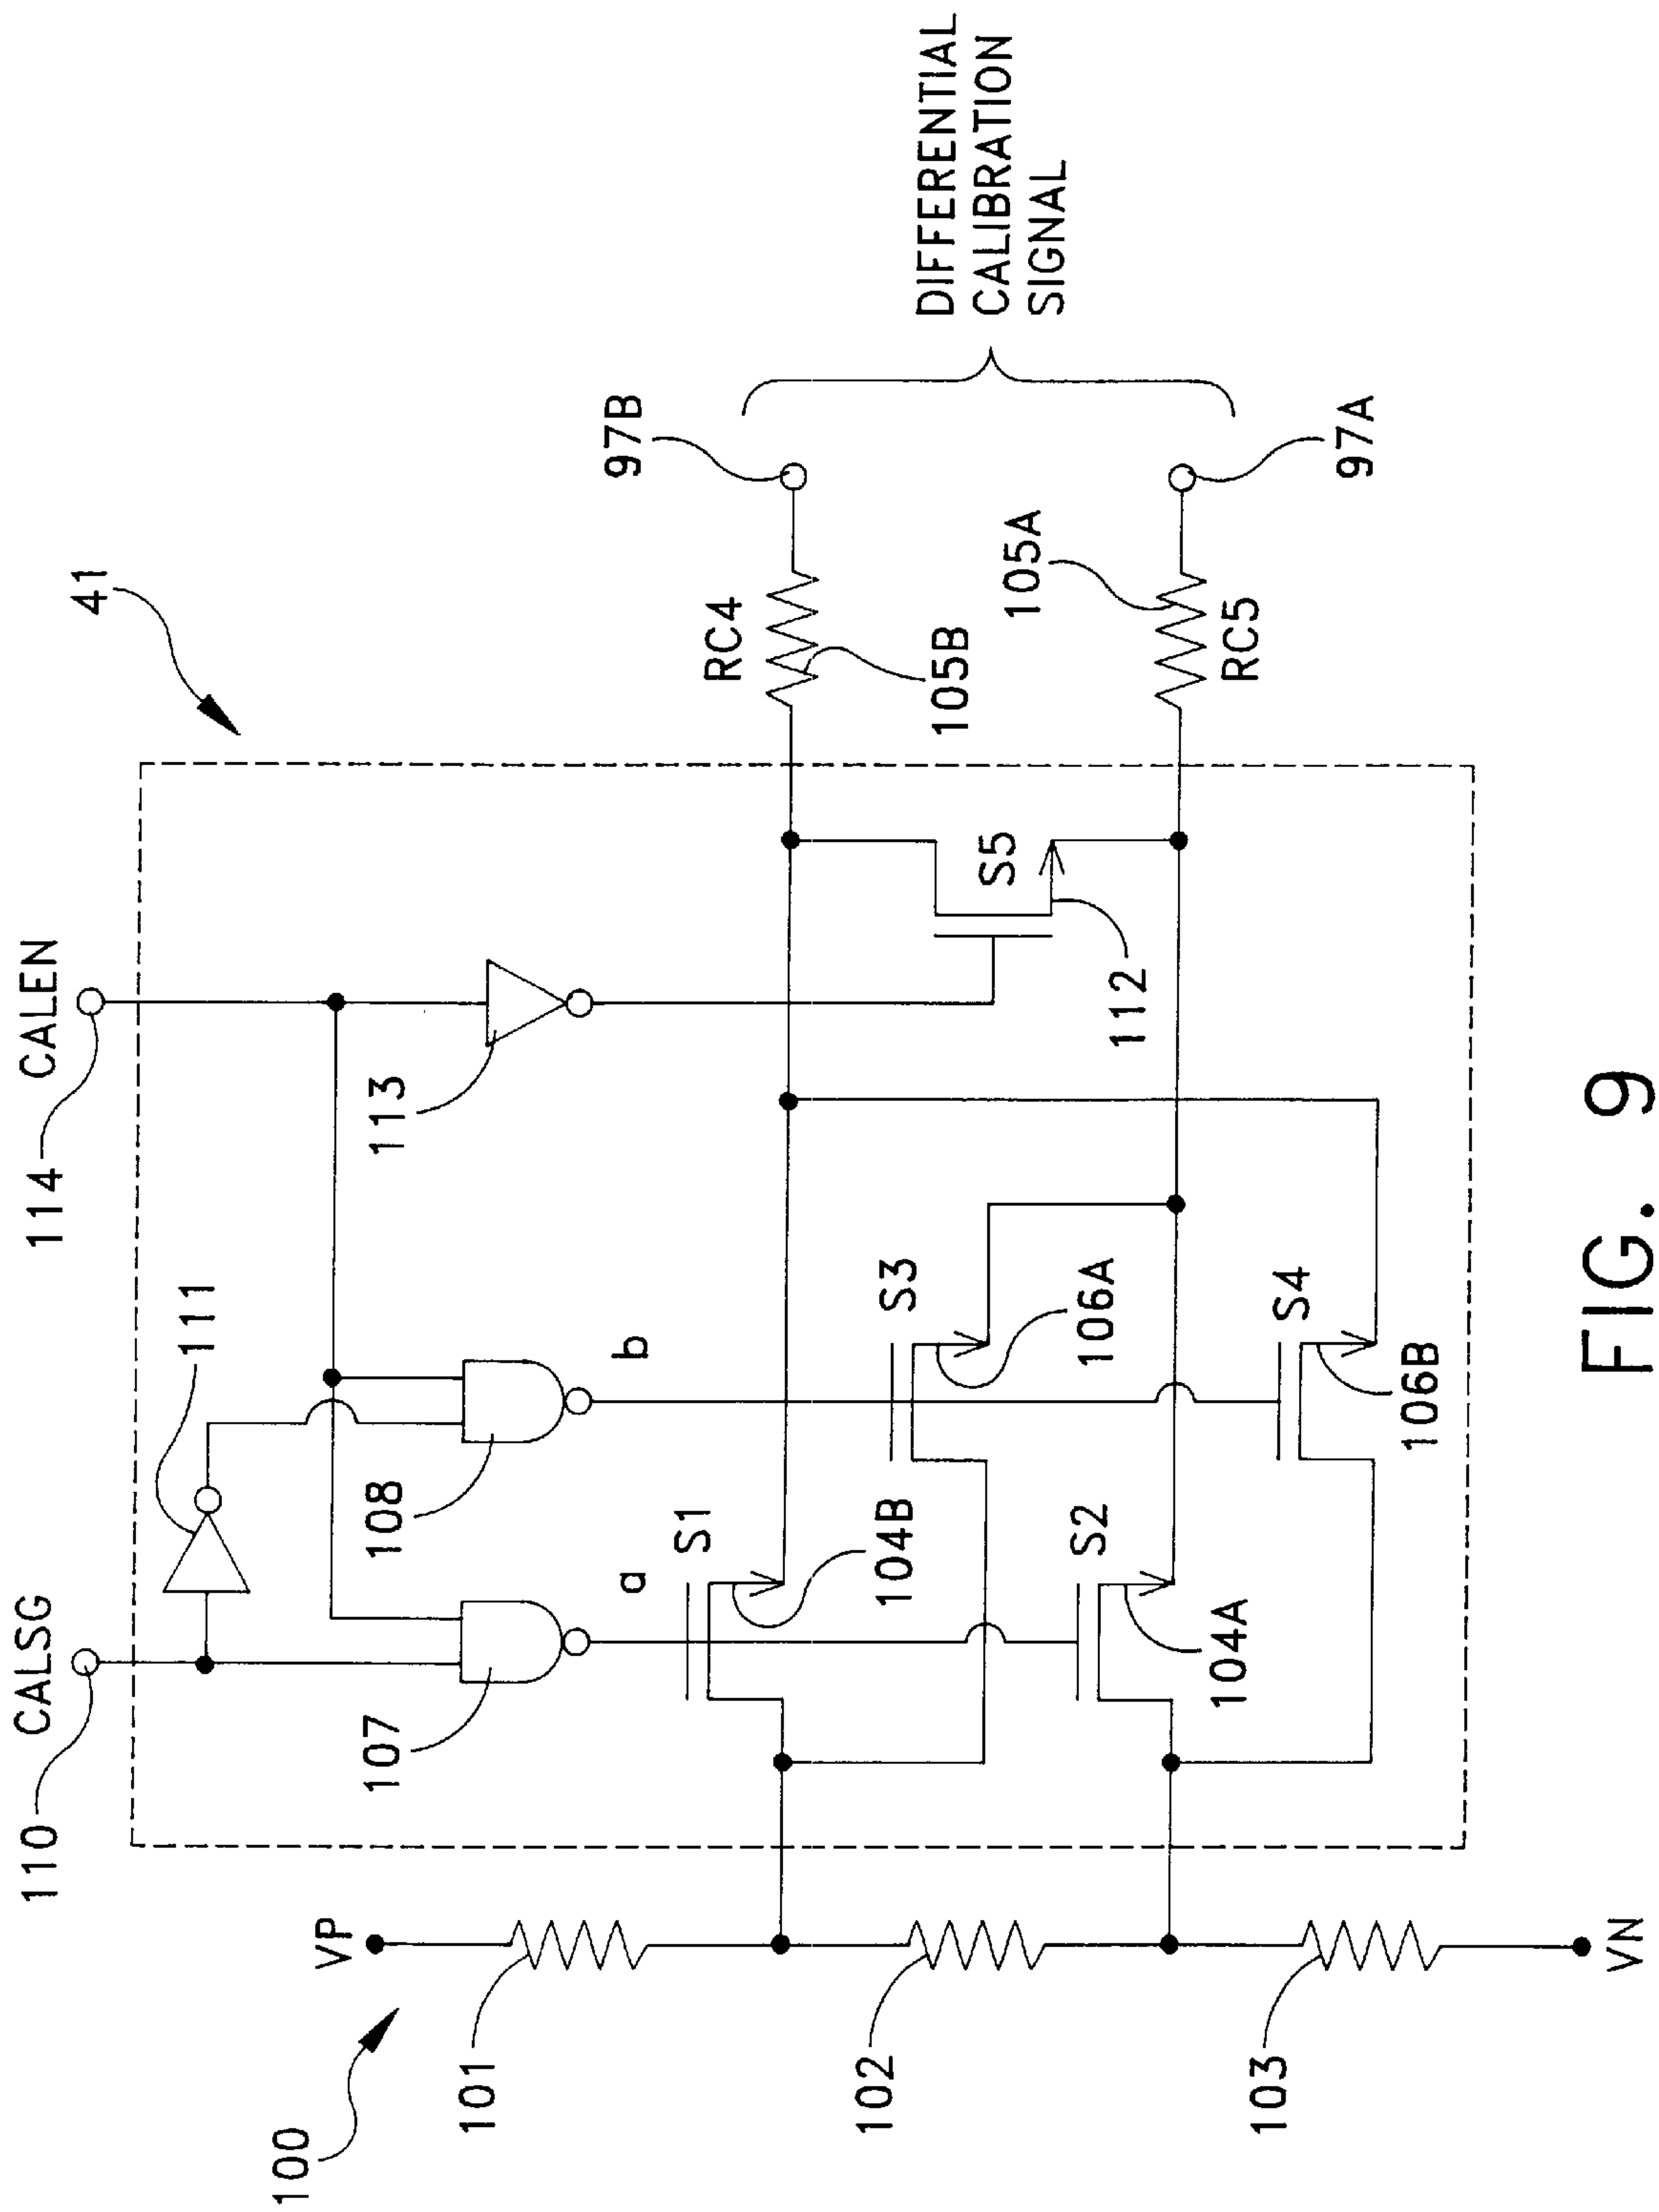 100
VP
101
102
103
VN
110
CALSG
107
111
108
a
b
S1
104B
S2
104A
S3
106A
S4
106B
114
CALEN
113
S5
112
41
RC4
105B
105A
RC5
97B
97A
DIFFERENTIAL
CALIBRATION
SIGNAL
FIG. 9